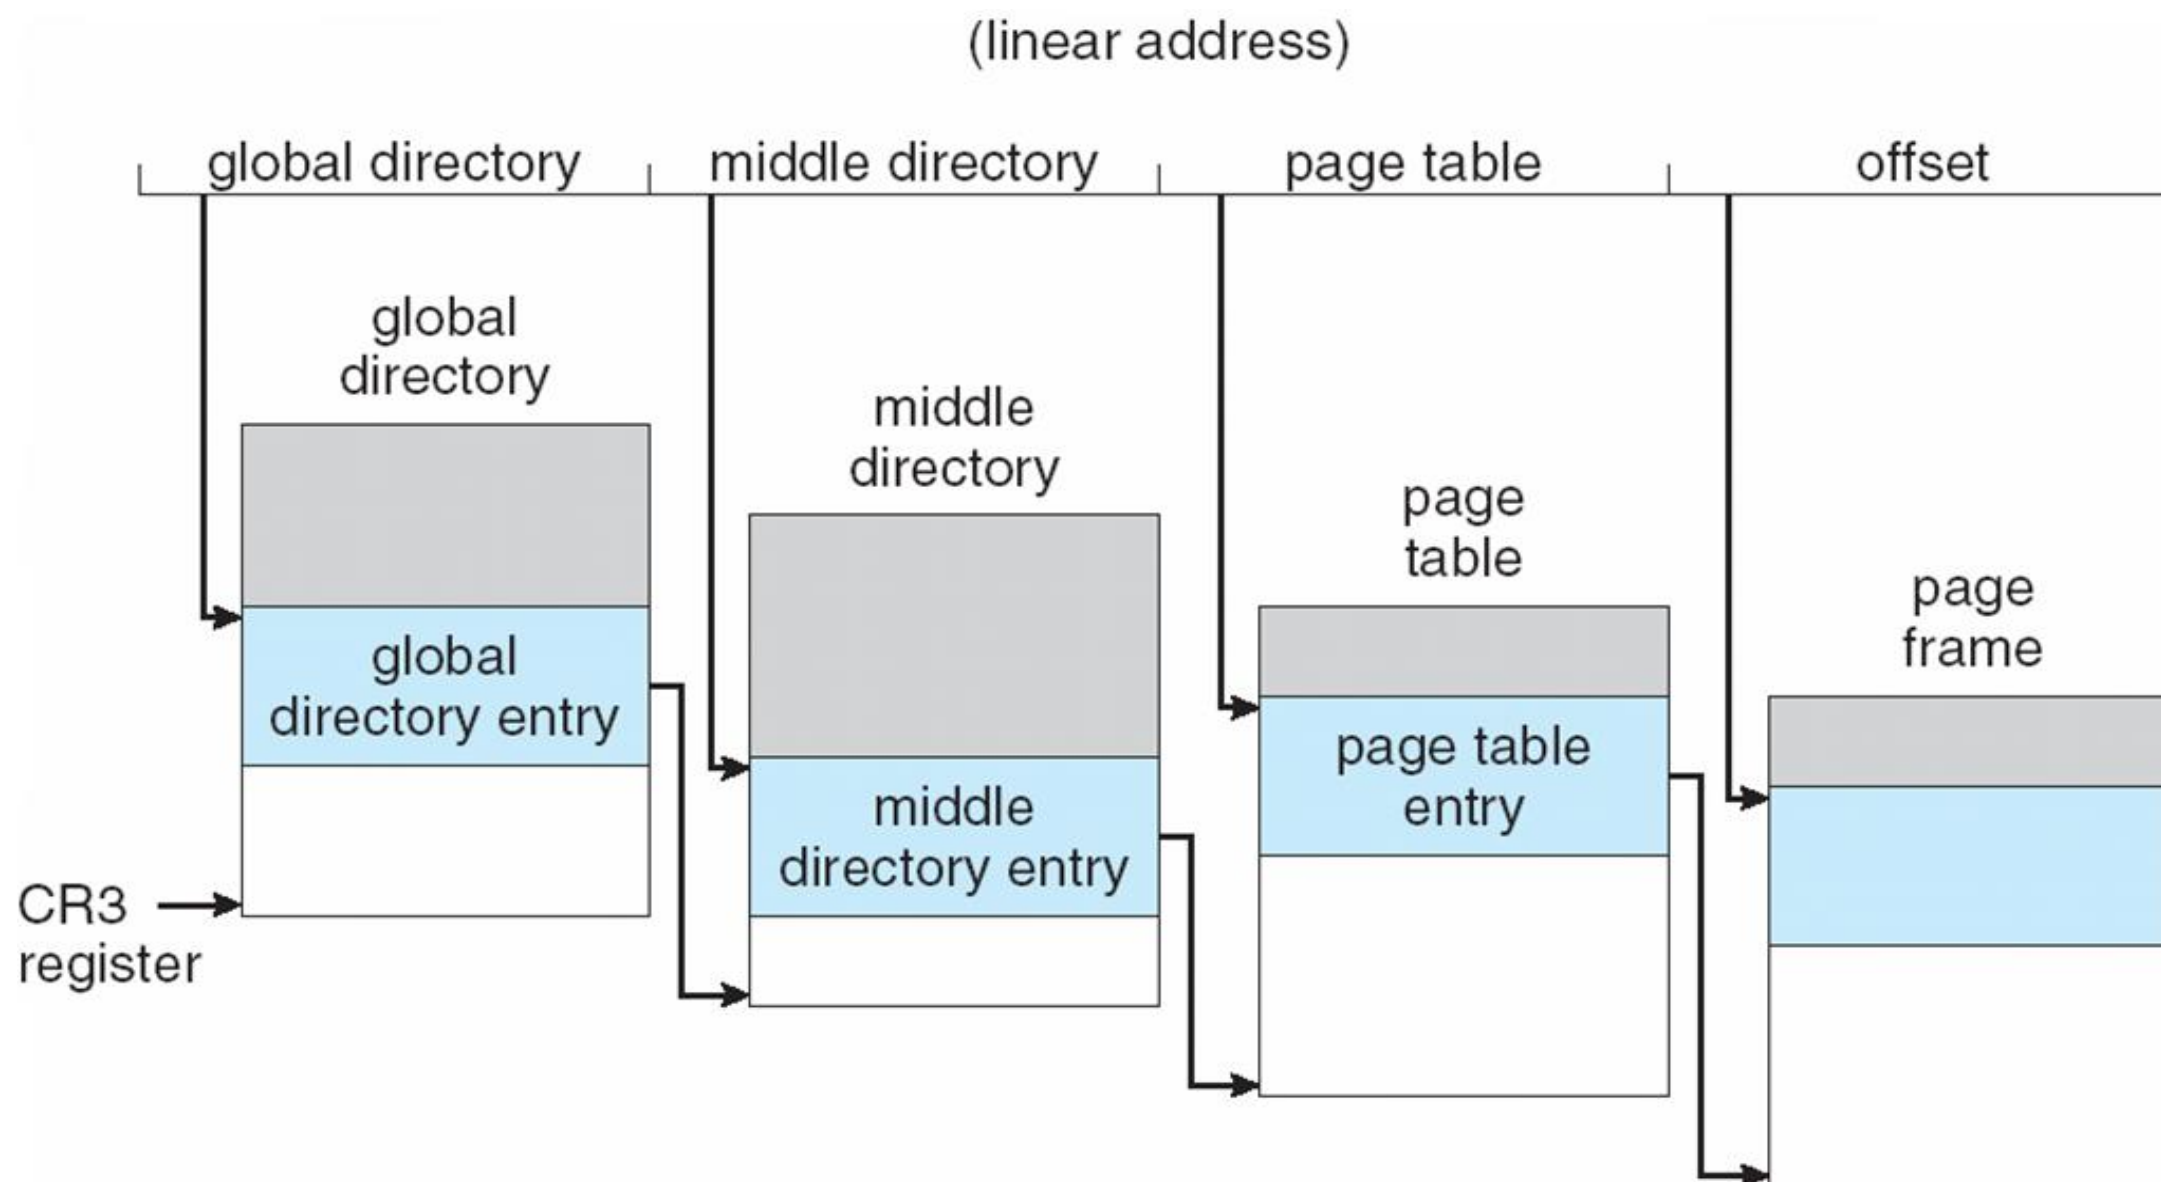 (linear address)
global directory
middle directory
page table
offset
global
directory
middle
directory
page
table
page
frame
global
directory entry
middle
directory entry
page table
entry
CR3
register